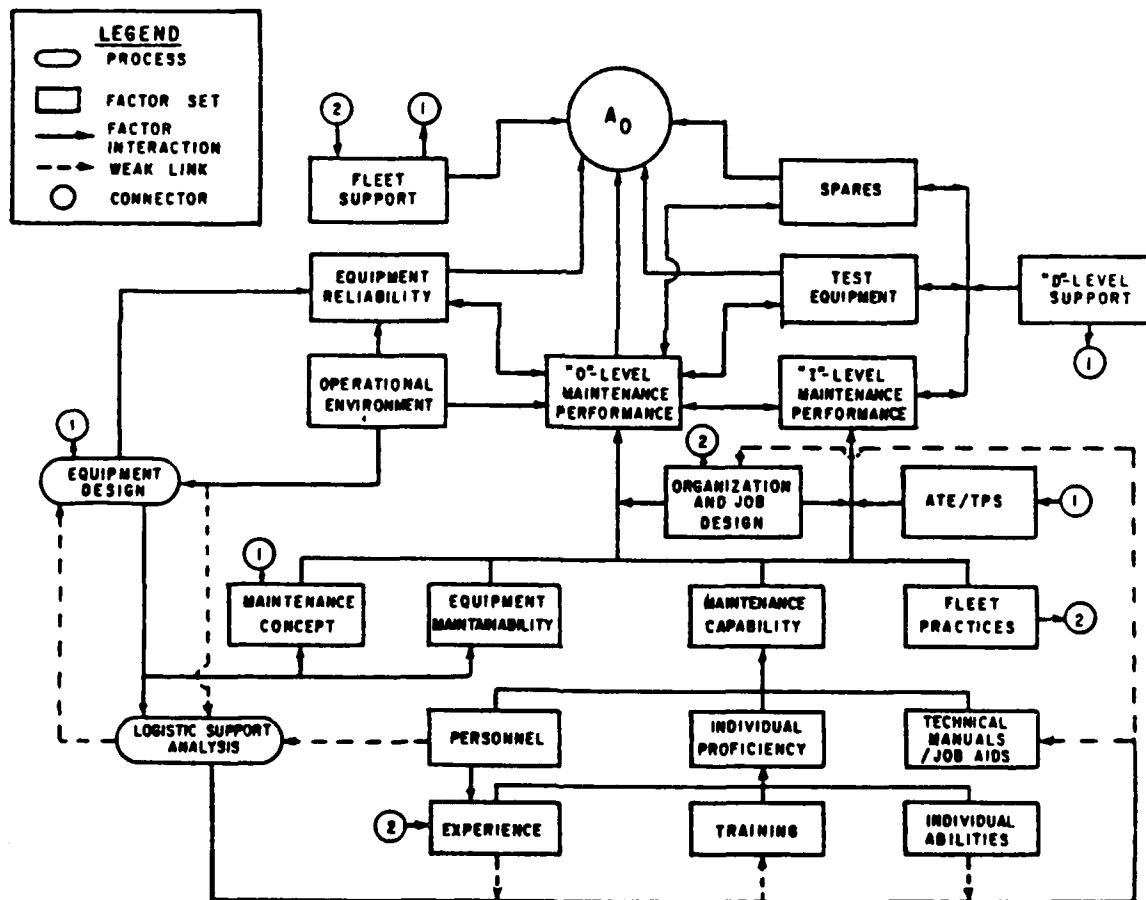 LEGEND
PROCESS
FACTOR SET
FACTOR
INTERACTION
WEAK LINK
CONNECTOR
A0
2
1
FLEET
SUPPORT
SPARES
EQUIPMENT
RELIABILITY
TEST
EQUIPMENT
"D"-LEVEL
SUPPORT
1
OPERATIONAL
ENVIRONMENT
"O"-LEVEL
MAINTENANCE
PERFORMANCE
"I"-LEVEL
MAINTENANCE
PERFORMANCE
1
EQUIPMENT
DESIGN
2
ORGANIZATION
AND JOB
DESIGN
ATE/TPS
1
1
MAINTENANCE
CONCEPT
EQUIPMENT
MAINTAINABILITY
MAINTENANCE
CAPABILITY
FLEET
PRACTICES
2
LOGISTIC SUPPORT
ANALYSIS
PERSONNEL
INDIVIDUAL
PROFICIENCY
TECHNICAL
MANUALS
/JOB AIDS
2
EXPERIENCE
TRAINING
INDIVIDUAL
ABILITIES